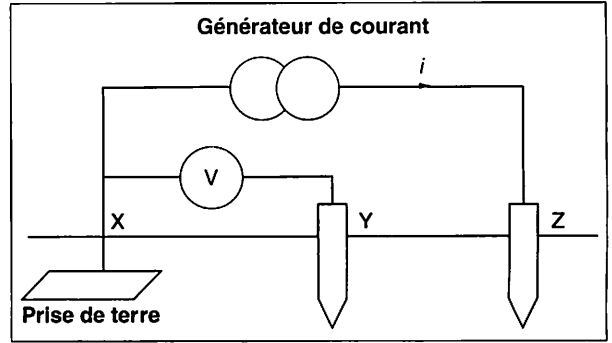 Générateur de courant
i
V
X
Y
Z
Prise de terre